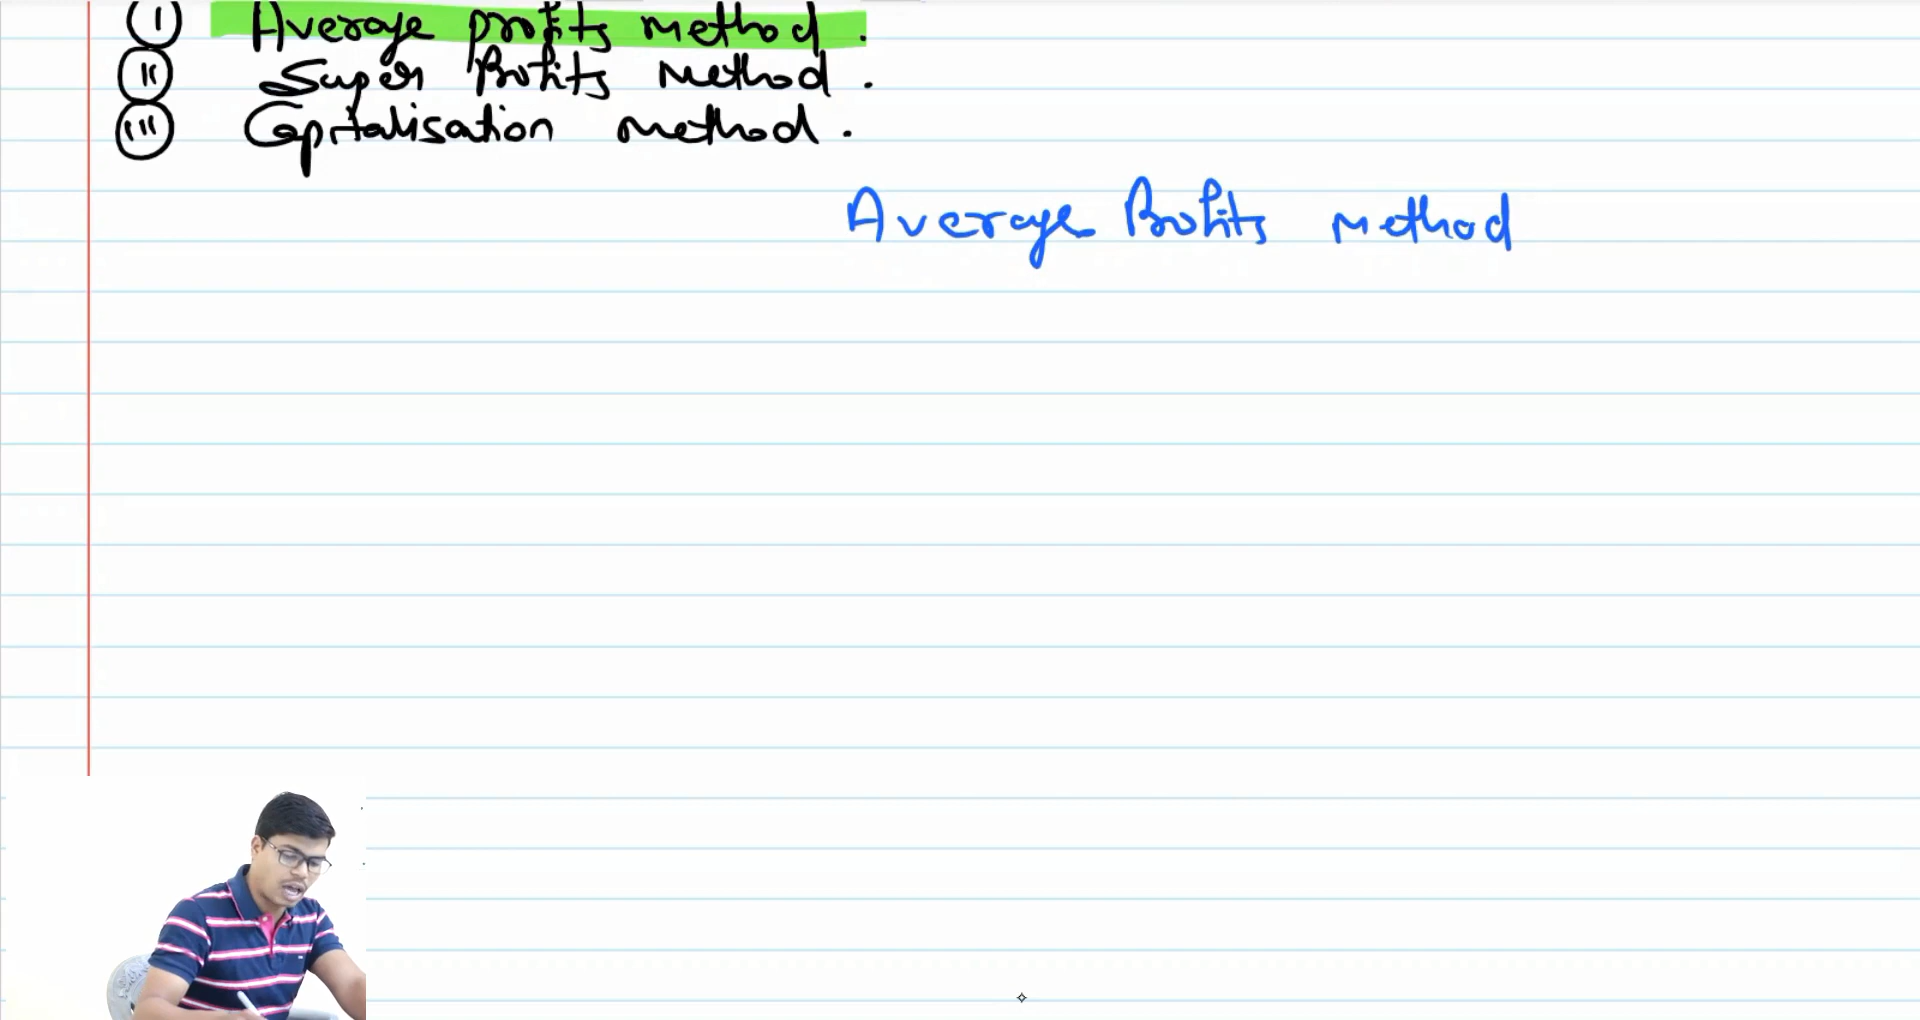 (I) Average profits method.
(II) Super Profits Method.
(III) Capitalisation method.
Average Profits method